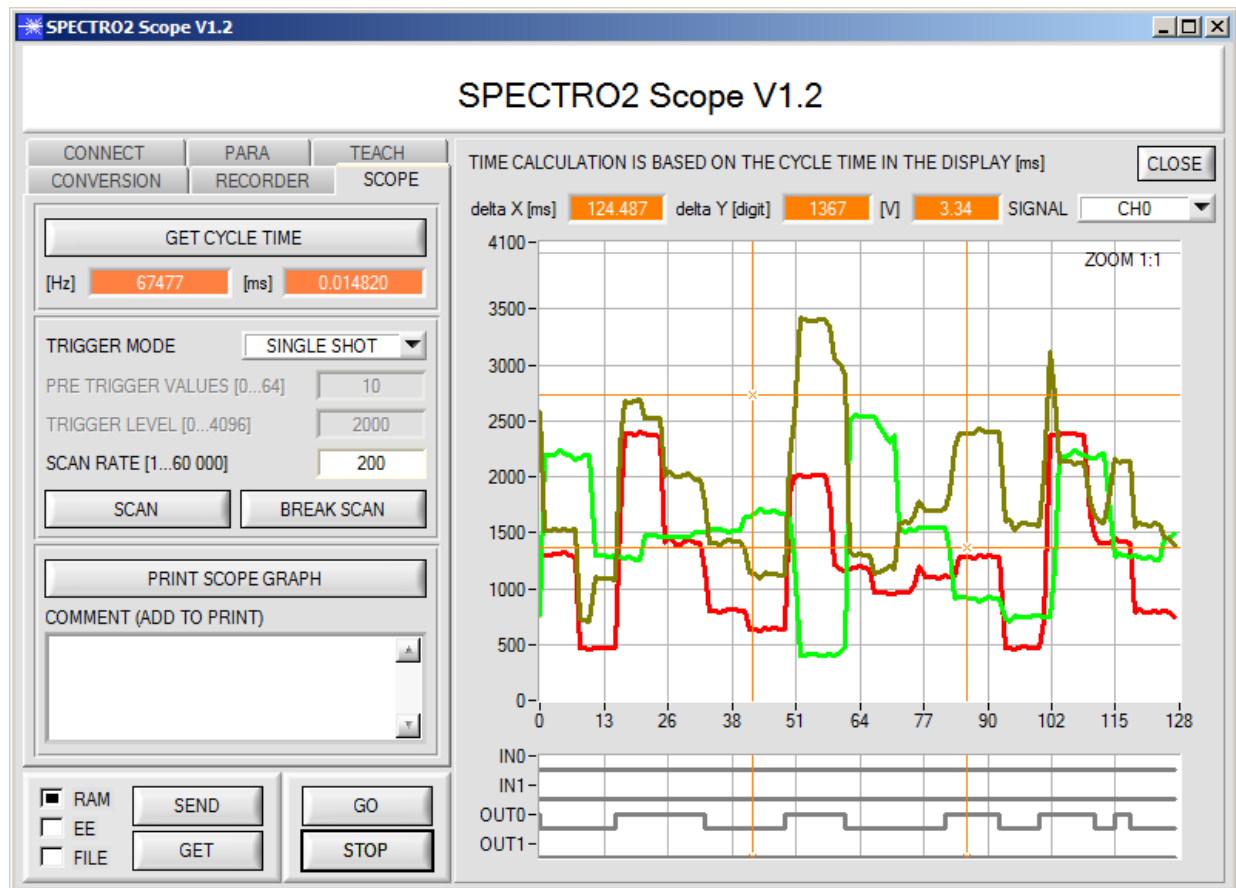 SPECTRO2 Scope V1.2
SPECTRO2 Scope V1.2
CONNECT PARA TEACH
CONVERSION RECORDER SCOPE
GET CYCLE TIME
[Hz] 67477 [ms] 0.014820
TRIGGER MODE SINGLE SHOT
PRE TRIGGER VALUES [0...64] 10
TRIGGER LEVEL [0...4096] 2000
SCAN RATE [1...60 000] 200
SCAN BREAK SCAN
PRINT SCOPE GRAPH
COMMENT (ADD TO PRINT)
RAM
EE
FILE
SEND GO
GET STOP
TIME CALCULATION IS BASED ON THE CYCLE TIME IN THE DISPLAY [ms] CLOSE
delta X [ms] 124.487 delta Y [digit] 1367 [V] 3.34 SIGNAL CH0
ZOOM 1:1
4100
3500
3000
2500
2000
1500
1000
500
0
0 13 26 38 51 64 77 90 102 115 128
IN0
IN1
OUT0
OUT1